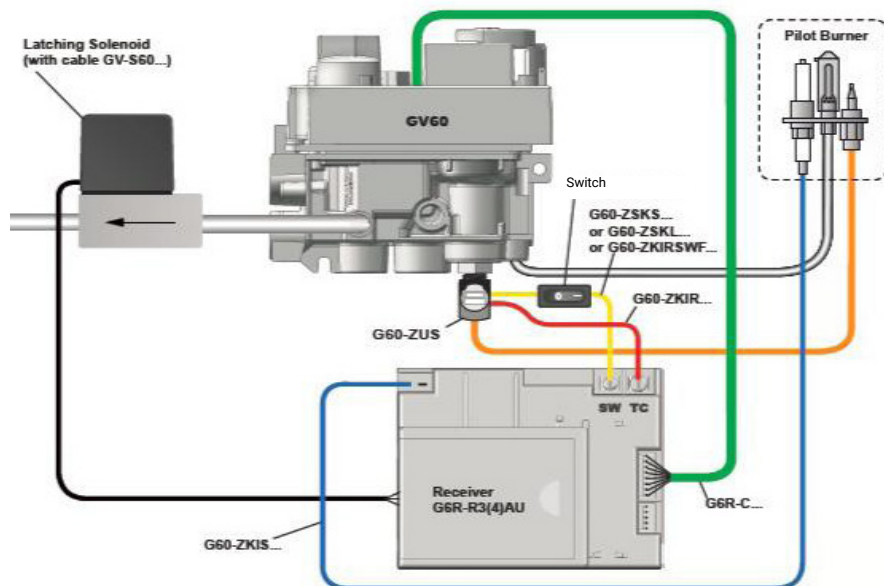 Latching Solenoid
(with cable GV-S60...)
Pilot Burner
GV60
Switch
G60-ZSKS...
or G60-ZSKL...
or G60-ZKIRSWF...
G60-ZKIR...
G60-ZUS
SW TC
Receiver
G6R-R3(4)AU
G6R-C...
G60-ZKIS...